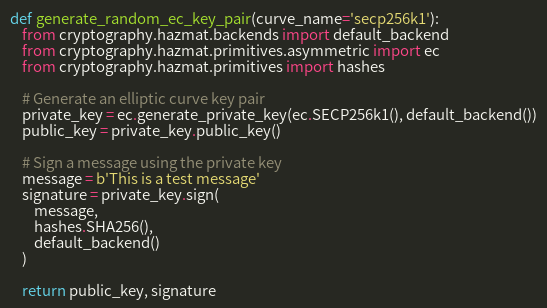 def generate_random_ec_key_pair(curve_name='secp256k1'):
    from cryptography.hazmat.backends import default_backend
    from cryptography.hazmat.primitives.asymmetric import ec
    from cryptography.hazmat.primitives import hashes

    # Generate an elliptic curve key pair
    private_key = ec.generate_private_key(ec.SECP256k1(), default_backend())
    public_key = private_key.public_key()

    # Sign a message using the private key
    message = b'This is a test message'
    signature = private_key.sign(
        message,
        hashes.SHA256(),
        default_backend()
    )

    return public_key, signature